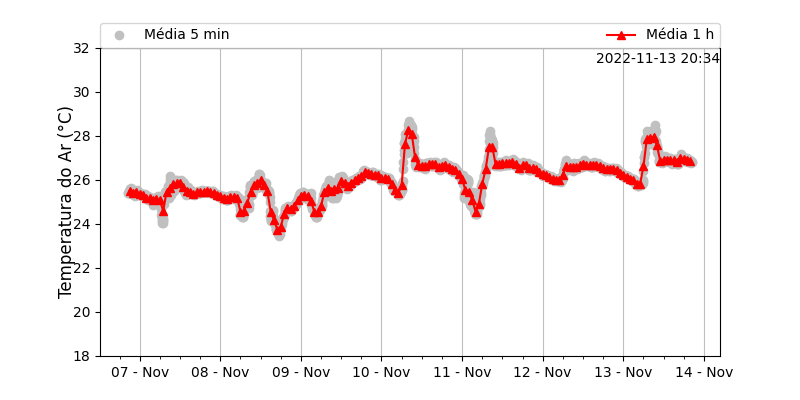 Média 5 min
Média 1 h
2022-11-13 20:34
Temperatura do Ar (°C)
32
30
28
26
24
22
20
18
07 - Nov
08 - Nov
09 - Nov
10 - Nov
11 - Nov
12 - Nov
13 - Nov
14 - Nov